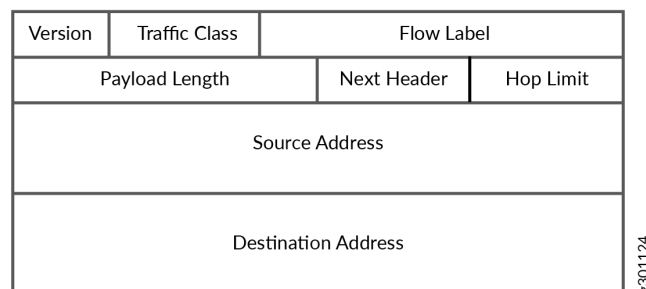 Version Traffic Class Flow Label
Payload Length Next Header Hop Limit
Source Address
Destination Address